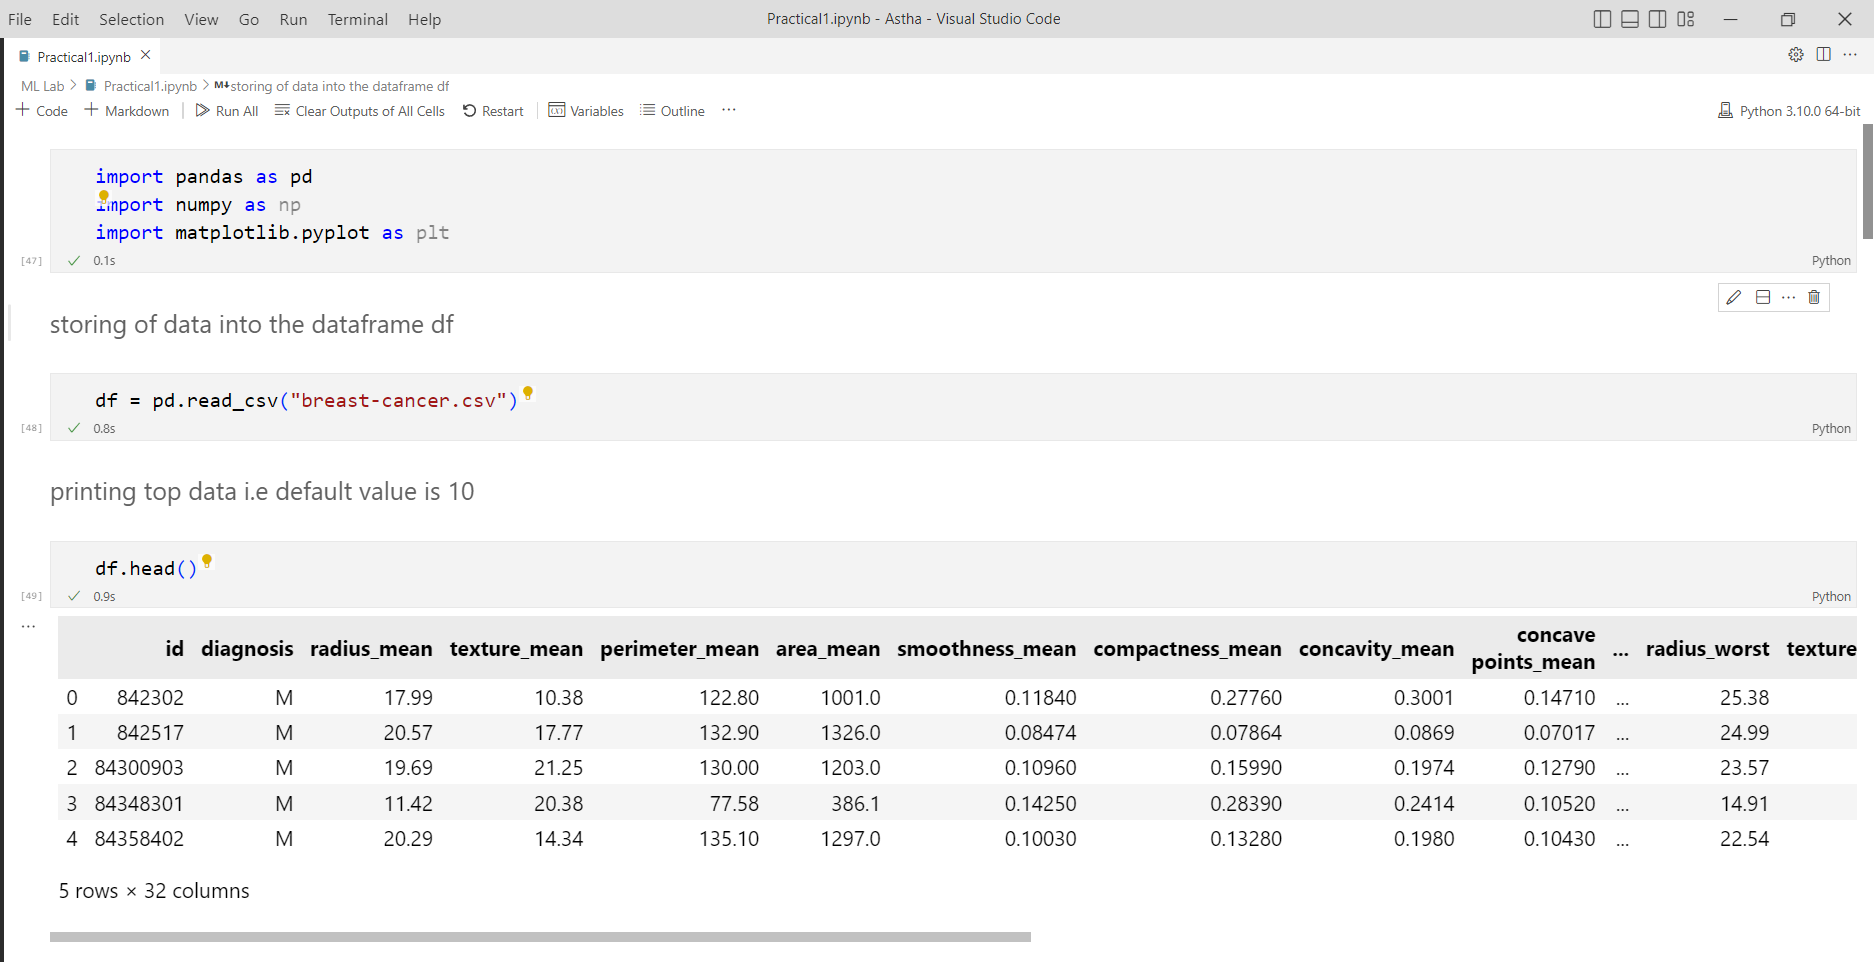 File Edit Selection View Go Run Terminal Help Practical1.ipynb - Astha - Visual Studio Code
Practical1.ipynb
ML Lab > Practical1.ipynb > M↓storing of data into the dataframe df
+ Code + Markdown Run All Clear Outputs of All Cells Restart Variables Outline ... Python 3.10.0 64-bit
import pandas as pd
import numpy as np
import matplotlib.pyplot as plt
[47] 0.1s Python
storing of data into the dataframe df
df = pd.read_csv("breast-cancer.csv")
[48] 0.8s Python
printing top data i.e default value is 10
df.head()
[49] 0.9s Python
...
id diagnosis radius_mean texture_mean perimeter_mean area_mean smoothness_mean compactness_mean concavity_mean concave points_mean ... radius_worst texture
0 842302 M 17.99 10.38 122.80 1001.0 0.11840 0.27760 0.3001 0.14710 ... 25.38
1 842517 M 20.57 17.77 132.90 1326.0 0.08474 0.07864 0.0869 0.07017 ... 24.99
2 84300903 M 19.69 21.25 130.00 1203.0 0.10960 0.15990 0.1974 0.12790 ... 23.57
3 84348301 M 11.42 20.38 77.58 386.1 0.14250 0.28390 0.2414 0.10520 ... 14.91
4 84358402 M 20.29 14.34 135.10 1297.0 0.10030 0.13280 0.1980 0.10430 ... 22.54
5 rows × 32 columns